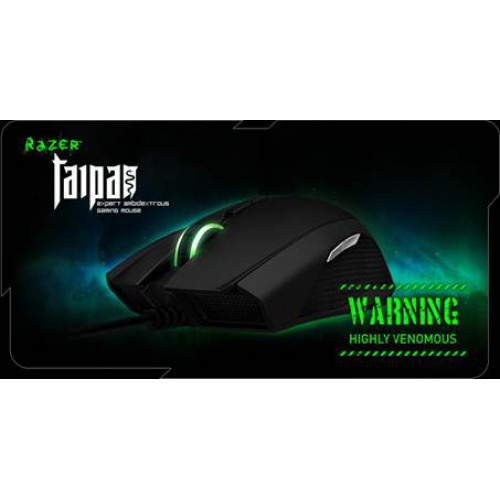 RAZER
Taipan
expert ambidextrous
gaming mouse
WARNING
HIGHLY VENOMOUS